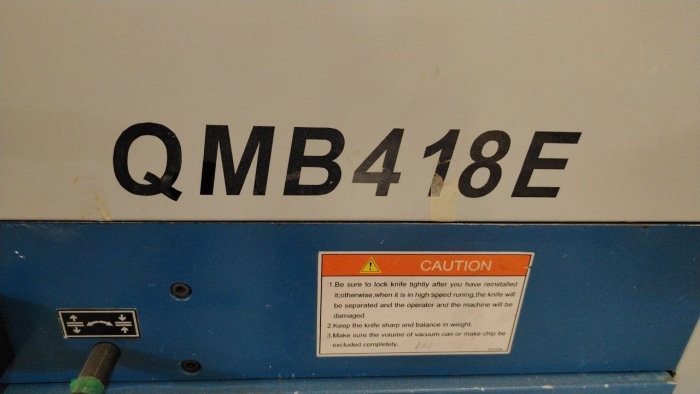 QMB418E
CAUTION
1.Be sure to lock knife tightly after you have reinstalled
it,otherwise,when it is in high speed runing,the knife will
be separated and the operator and the machine will be
damaged.
2.Keep the knife sharp and balance in weight.
3.Make sure the volume of vacuum can or make chip be
excluded completely.